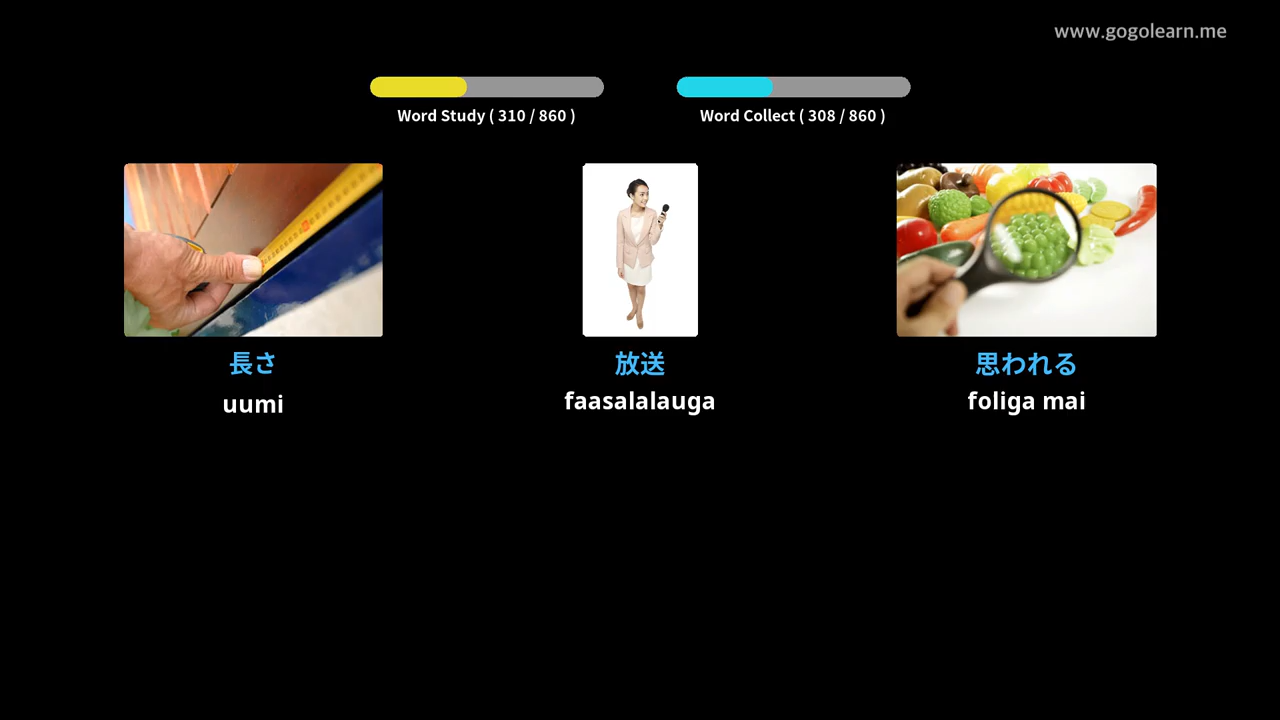 www.gogolearn.me
Word Study ( 310 / 860 )
Word Collect ( 308 / 860 )
長さ
放送
思われる
uumi
faasalalauga
foliga mai